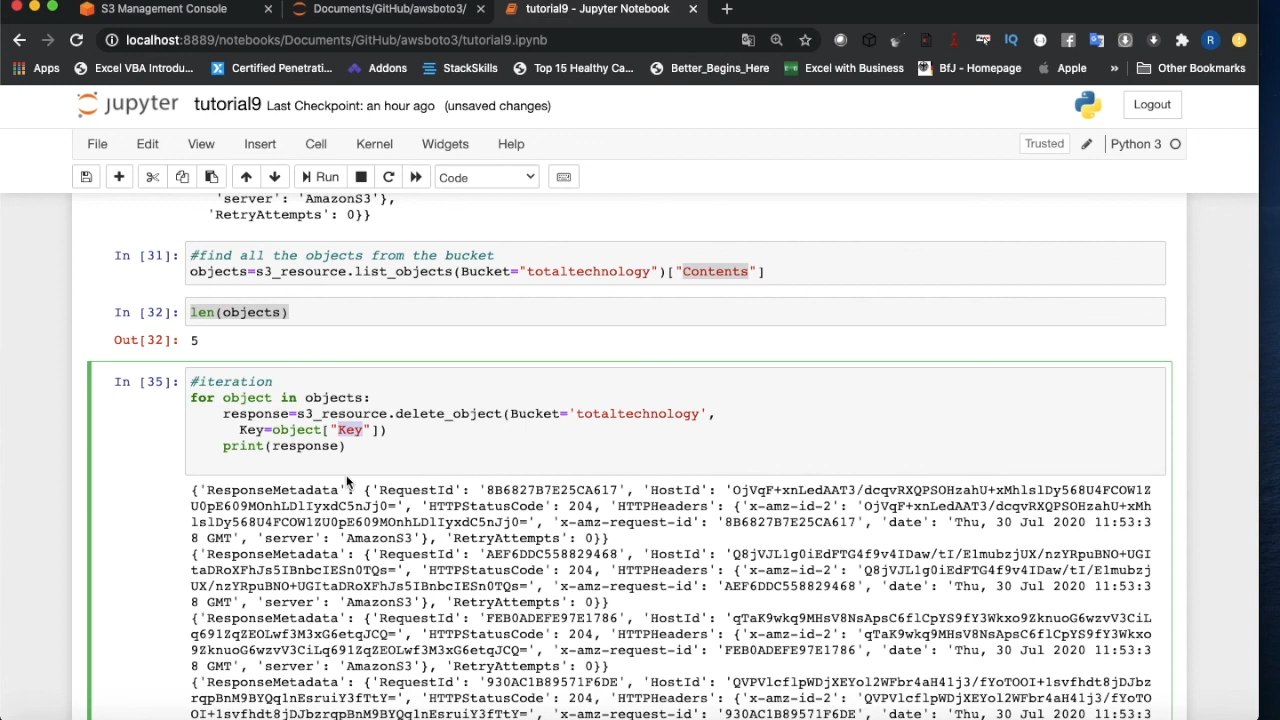 S3 Management Console
Documents/GitHub/awsboto3/
tutorial9 - Jupyter Notebook
localhost:8889/notebooks/Documents/GitHub/awsboto3/tutorial9.ipynb
Apps Excel VBA Introdu... Certified Penetrati... Addons StackSkills Top 15 Healthy Ca... Better_Begins_Here Excel with Business BfJ - Homepage Apple » Other Bookmarks
jupyter tutorial9 Last Checkpoint: an hour ago (unsaved changes) Logout
File Edit View Insert Cell Kernel Widgets Help Trusted Python 3
Run Code
'server': 'AmazonS3'},
'RetryAttempts': 0}}
In [31]: #find all the objects from the bucket
objects=s3_resource.list_objects(Bucket="totaltechnology")["Contents"]
In [32]: len(objects)
Out[32]: 5
In [35]: #iteration
for object in objects:
response=s3_resource.delete_object(Bucket='totaltechnology',
Key=object["Key"])
print(response)
{'ResponseMetadata': {'RequestId': '8B6827B7E25CA617', 'HostId': 'OjVqF+xnLedAAT3/dcqvRXQPSOHzahU+xMhlslDy568U4FCOW1Z
U0pE609MOnhLDlIyxdC5nJj0=', 'HTTPStatusCode': 204, 'HTTPHeaders': {'x-amz-id-2': 'OjVqF+xnLedAAT3/dcqvRXQPSOHzahU+xMh
lslDy568U4FCOW1ZU0pE609MOnhLDlIyxdC5nJj0=', 'x-amz-request-id': '8B6827B7E25CA617', 'date': 'Thu, 30 Jul 2020 11:53:3
8 GMT', 'server': 'AmazonS3'}, 'RetryAttempts': 0}}
{'ResponseMetadata': {'RequestId': 'AEF6DDC558829468', 'HostId': 'Q8jVJL1g0iEdFTG4f9v4IDaw/tI/E1mubzjUX/nzYRpuBNO+UGI
taDRoXFhJs5IBnbcIESn0TQs=', 'HTTPStatusCode': 204, 'HTTPHeaders': {'x-amz-id-2': 'Q8jVJL1g0iEdFTG4f9v4IDaw/tI/E1mubzj
UX/nzYRpuBNO+UGItaDRoXFhJs5IBnbcIESn0TQs=', 'x-amz-request-id': 'AEF6DDC558829468', 'date': 'Thu, 30 Jul 2020 11:53:3
8 GMT', 'server': 'AmazonS3'}, 'RetryAttempts': 0}}
{'ResponseMetadata': {'RequestId': 'FEB0ADEFE97E1786', 'HostId': 'qTaK9wkq9MHsV8NsApsC6flCpYS9fY3Wkxo9ZknuoG6wzvV3CiL
q691ZqZEOLwf3M3xG6etqJCQ=', 'HTTPStatusCode': 204, 'HTTPHeaders': {'x-amz-id-2': 'qTaK9wkq9MHsV8NsApsC6flCpYS9fY3Wkxo
9ZknuoG6wzvV3CiLq691ZqZEOLwf3M3xG6etqJCQ=', 'x-amz-request-id': 'FEB0ADEFE97E1786', 'date': 'Thu, 30 Jul 2020 11:53:3
8 GMT', 'server': 'AmazonS3'}, 'RetryAttempts': 0}}
{'ResponseMetadata': {'RequestId': '930AC1B89571F6DE', 'HostId': 'QVPVlcflpWDjXEYol2WFbr4aH41j3/fYoTOOI+1svfhdt8jDJbz
rqpBnM9BYQq1nEsruiY3fTtY=', 'HTTPStatusCode': 204, 'HTTPHeaders': {'x-amz-id-2': 'QVPVlcflpWDjXEYol2WFbr4aH41j3/fYoTO
OI+1svfhdt8jDJbzrqpBnM9BYQq1nEsruiY3fTtY=', 'x-amz-request-id': '930AC1B89571F6DE', 'date': 'Thu, 30 Jul 2020 11:53:3